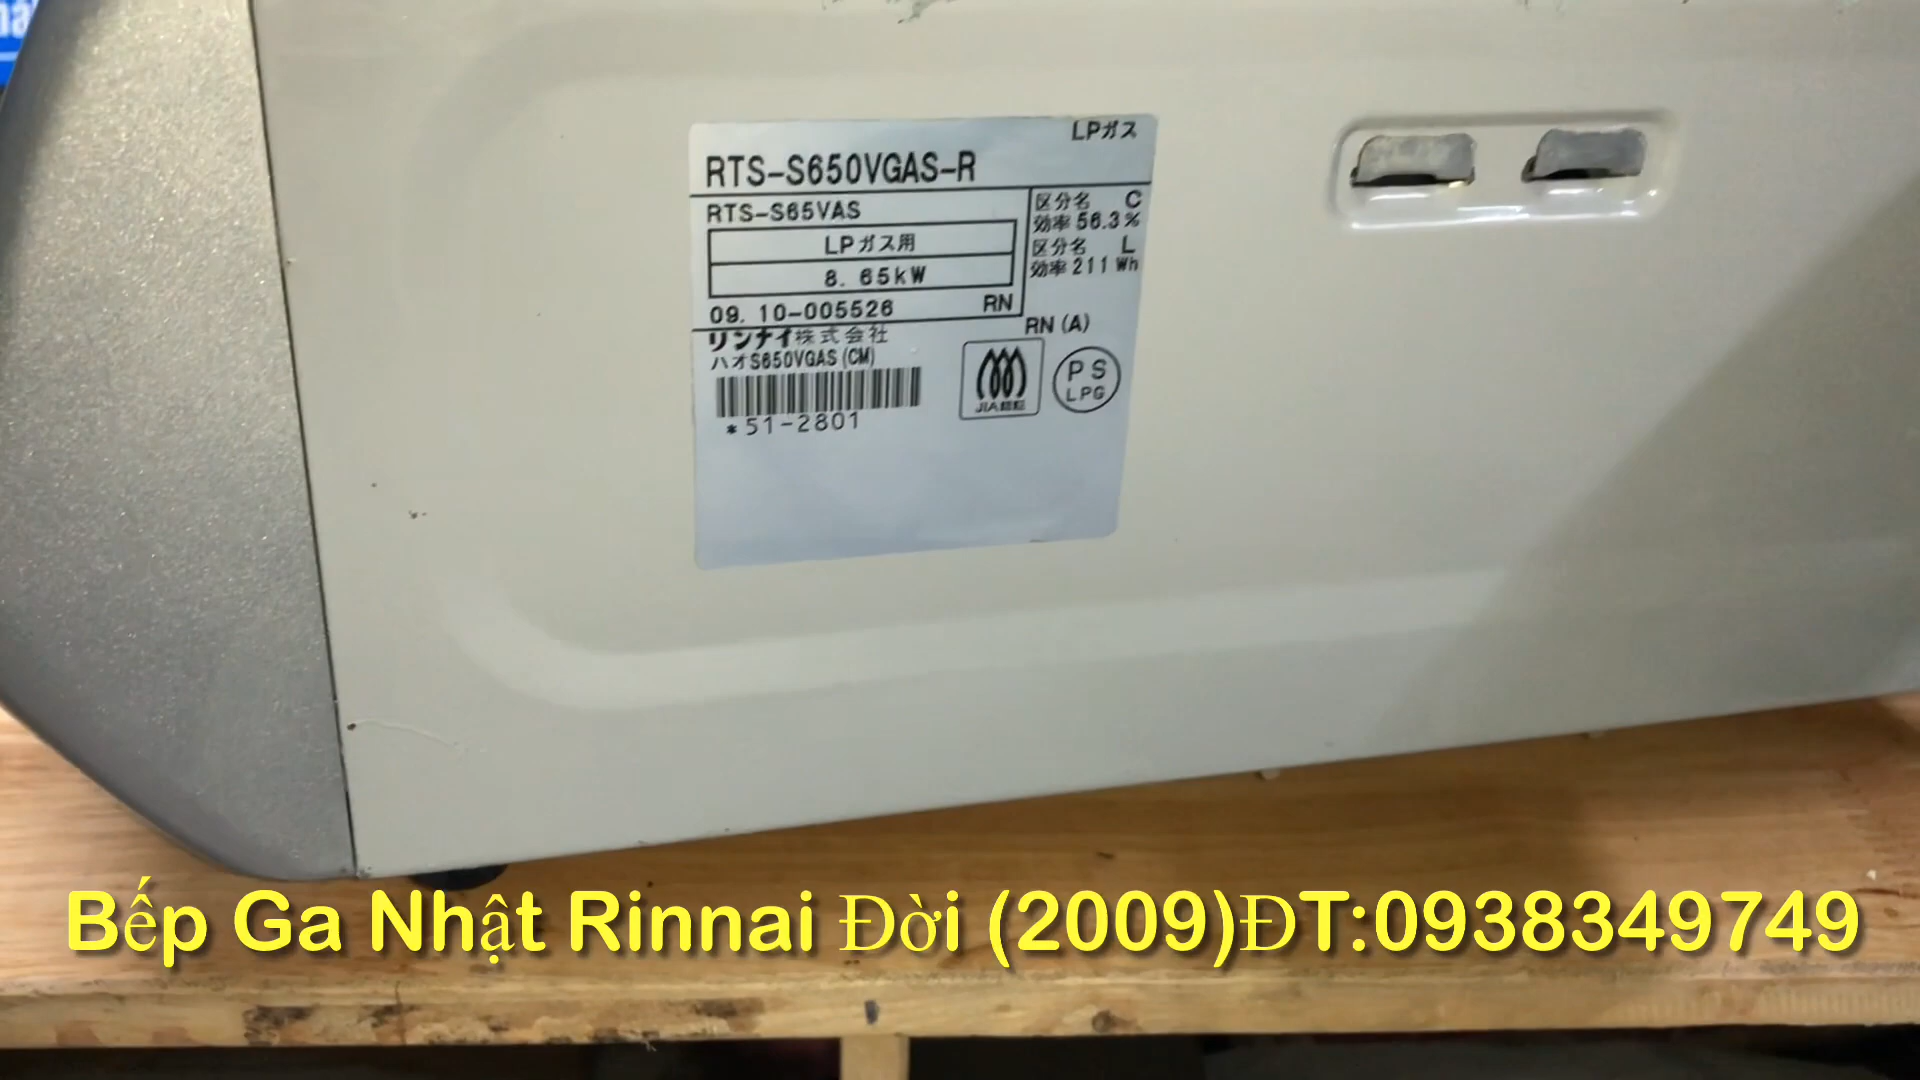 LPガス
RTS-S650VGAS-R
RTS-S65VAS
LPガス用
8.65kW
09.10-005526 RN
区分名 C
効率 56.3%
区分名 L
効率 211 Wh
RN (A)
リンナイ株式会社
ハオS650VGAS (CM)
*51-2801
PS
LPG
Bếp Ga Nhật Rinnai Đời (2009)ĐT:0938349749